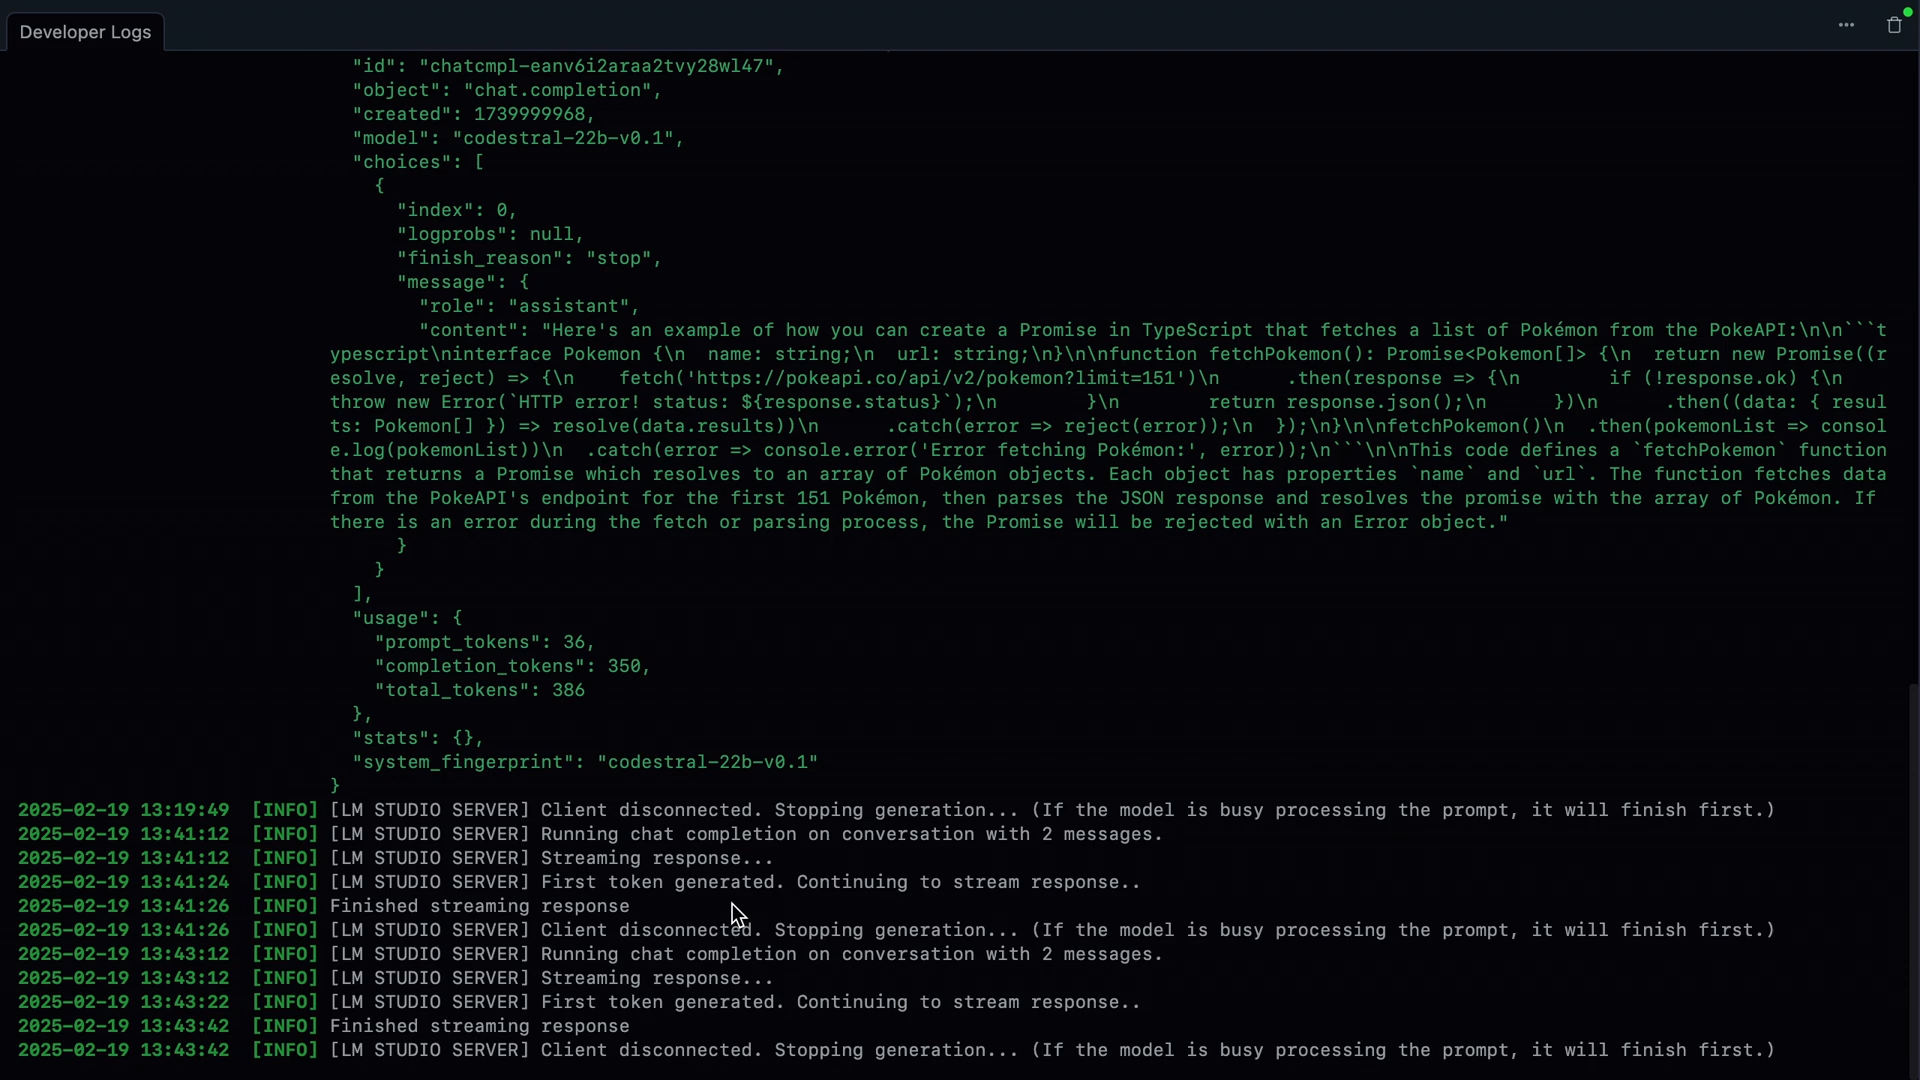 Developer Logs
"id": "chatcmpl-eanv6i2araa2tvy28wl47",
"object": "chat.completion",
"created": 1739999968,
"model": "codestral-22b-v0.1",
"choices": [
{
"index": 0,
"logprobs": null,
"finish_reason": "stop",
"message": {
"role": "assistant",
"content": "Here's an example of how you can create a Promise in TypeScript that fetches a list of Pokémon from the PokeAPI:\n\n```t
ypescript\ninterface Pokemon {\n  name: string;\n  url: string;\n}\n\nfunction fetchPokemon(): Promise<Pokemon[]> {\n  return new Promise((r
esolve, reject) => {\n    fetch('https://pokeapi.co/api/v2/pokemon?limit=151')\n      .then(response => {\n        if (!response.ok) {\n
throw new Error(`HTTP error! status: ${response.status}`);\n        }\n        return response.json();\n      })\n      .then((data: { resul
ts: Pokemon[] }) => resolve(data.results))\n      .catch(error => reject(error));\n  });\n}\n\nfetchPokemon()\n  .then(pokemonList => consol
e.log(pokemonList))\n  .catch(error => console.error('Error fetching Pokémon:', error));\n```\n\nThis code defines a `fetchPokemon` function
that returns a Promise which resolves to an array of Pokémon objects. Each object has properties `name` and `url`. The function fetches data
from the PokeAPI's endpoint for the first 151 Pokémon, then parses the JSON response and resolves the promise with the array of Pokémon. If
there is an error during the fetch or parsing process, the Promise will be rejected with an Error object."
}
}
],
"usage": {
"prompt_tokens": 36,
"completion_tokens": 350,
"total_tokens": 386
},
"stats": {},
"system_fingerprint": "codestral-22b-v0.1"
}
2025-02-19 13:19:49  [INFO] [LM STUDIO SERVER] Client disconnected. Stopping generation... (If the model is busy processing the prompt, it will finish first.)
2025-02-19 13:41:12  [INFO] [LM STUDIO SERVER] Running chat completion on conversation with 2 messages.
2025-02-19 13:41:12  [INFO] [LM STUDIO SERVER] Streaming response...
2025-02-19 13:41:24  [INFO] [LM STUDIO SERVER] First token generated. Continuing to stream response..
2025-02-19 13:41:26  [INFO] Finished streaming response
2025-02-19 13:41:26  [INFO] [LM STUDIO SERVER] Client disconnected. Stopping generation... (If the model is busy processing the prompt, it will finish first.)
2025-02-19 13:43:12  [INFO] [LM STUDIO SERVER] Running chat completion on conversation with 2 messages.
2025-02-19 13:43:12  [INFO] [LM STUDIO SERVER] Streaming response...
2025-02-19 13:43:22  [INFO] [LM STUDIO SERVER] First token generated. Continuing to stream response..
2025-02-19 13:43:42  [INFO] Finished streaming response
2025-02-19 13:43:42  [INFO] [LM STUDIO SERVER] Client disconnected. Stopping generation... (If the model is busy processing the prompt, it will finish first.)